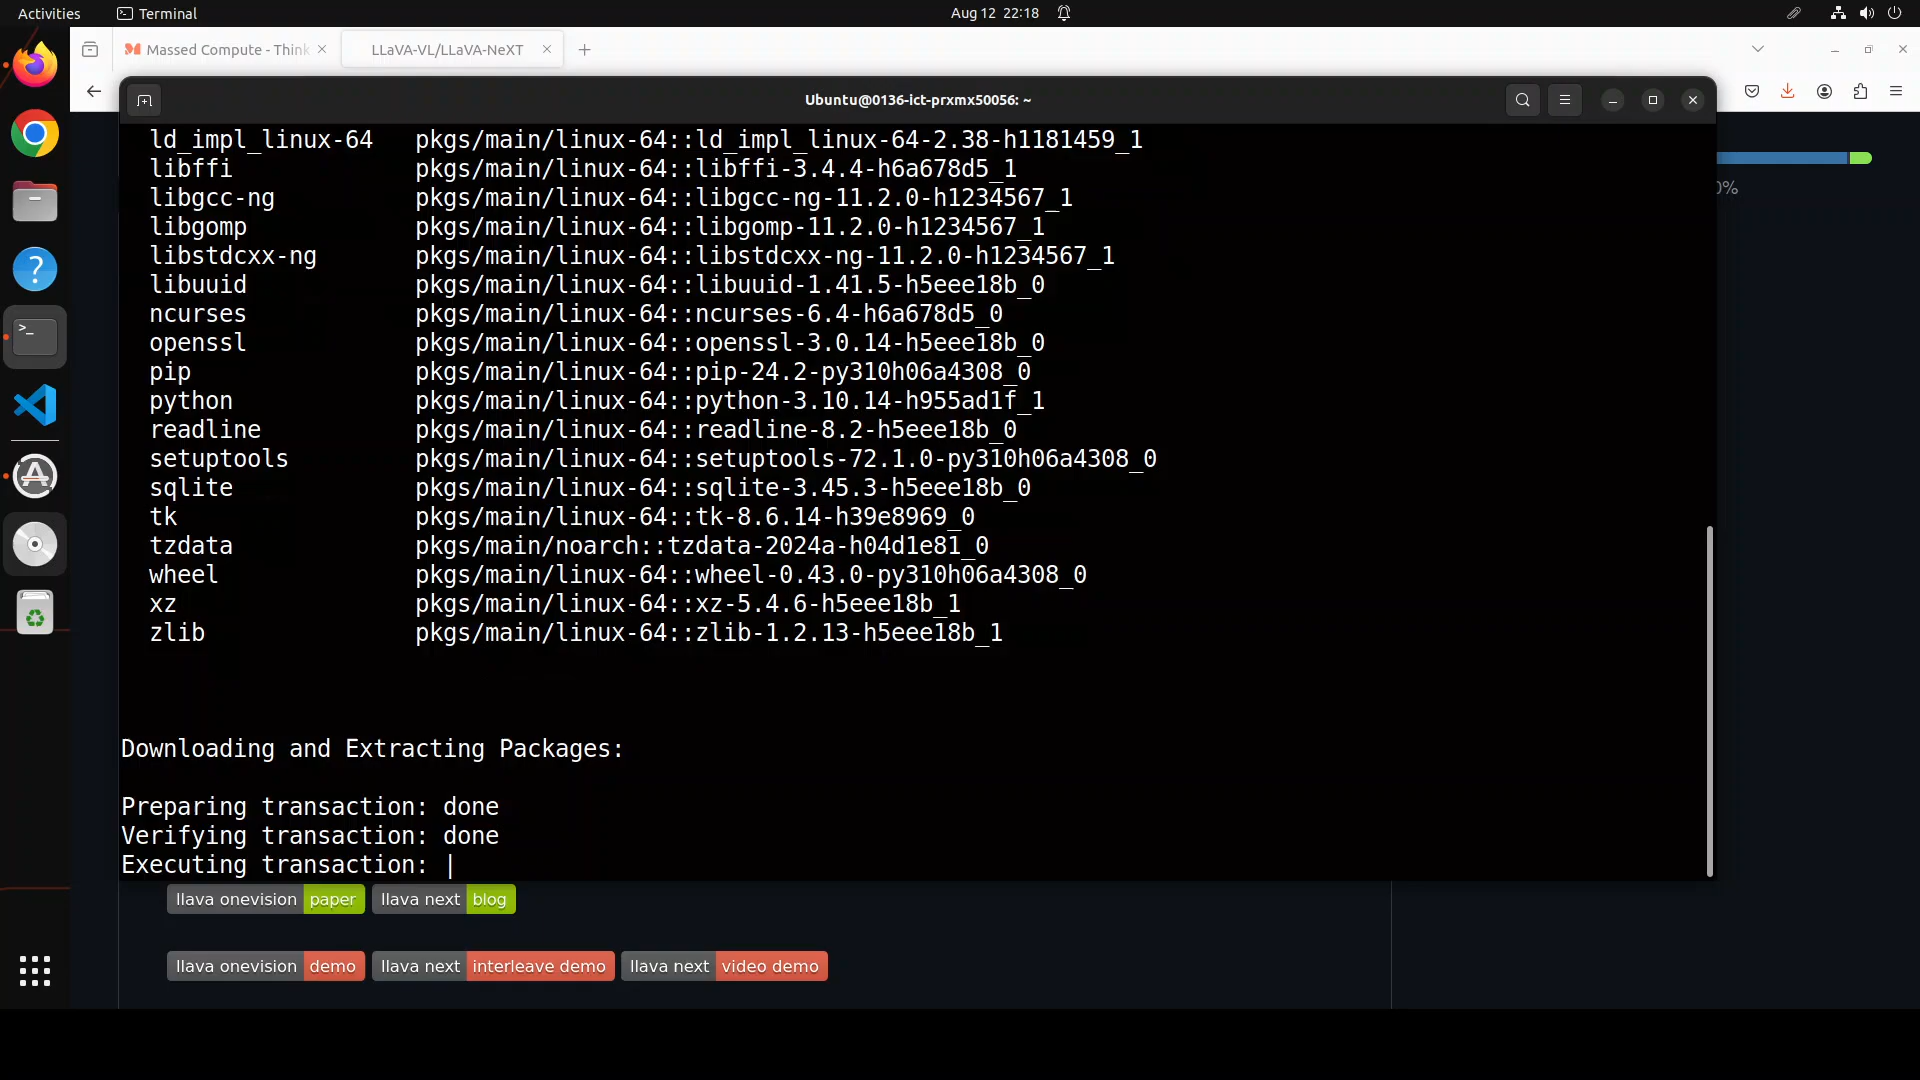 Activities Terminal Aug 12 22:18
Massed Compute - Think LLaVA-VL/LLaVA-NeXT
Ubuntu@0136-ict-prxmx50056: ~
ld_impl_linux-64 pkgs/main/linux-64::ld_impl_linux-64-2.38-h1181459_1
libffi pkgs/main/linux-64::libffi-3.4.4-h6a678d5_1
libgcc-ng pkgs/main/linux-64::libgcc-ng-11.2.0-h1234567_1
libgomp pkgs/main/linux-64::libgomp-11.2.0-h1234567_1
libstdcxx-ng pkgs/main/linux-64::libstdcxx-ng-11.2.0-h1234567_1
libuuid pkgs/main/linux-64::libuuid-1.41.5-h5eee18b_0
ncurses pkgs/main/linux-64::ncurses-6.4-h6a678d5_0
openssl pkgs/main/linux-64::openssl-3.0.14-h5eee18b_0
pip pkgs/main/linux-64::pip-24.2-py310h06a4308_0
python pkgs/main/linux-64::python-3.10.14-h955ad1f_1
readline pkgs/main/linux-64::readline-8.2-h5eee18b_0
setuptools pkgs/main/linux-64::setuptools-72.1.0-py310h06a4308_0
sqlite pkgs/main/linux-64::sqlite-3.45.3-h5eee18b_0
tk pkgs/main/linux-64::tk-8.6.14-h39e8969_0
tzdata pkgs/main/noarch::tzdata-2024a-h04d1e81_0
wheel pkgs/main/linux-64::wheel-0.43.0-py310h06a4308_0
xz pkgs/main/linux-64::xz-5.4.6-h5eee18b_1
zlib pkgs/main/linux-64::zlib-1.2.13-h5eee18b_1
Downloading and Extracting Packages:
Preparing transaction: done
Verifying transaction: done
Executing transaction: |
llava onevision paper llava next blog
llava onevision demo llava next interleave demo llava next video demo